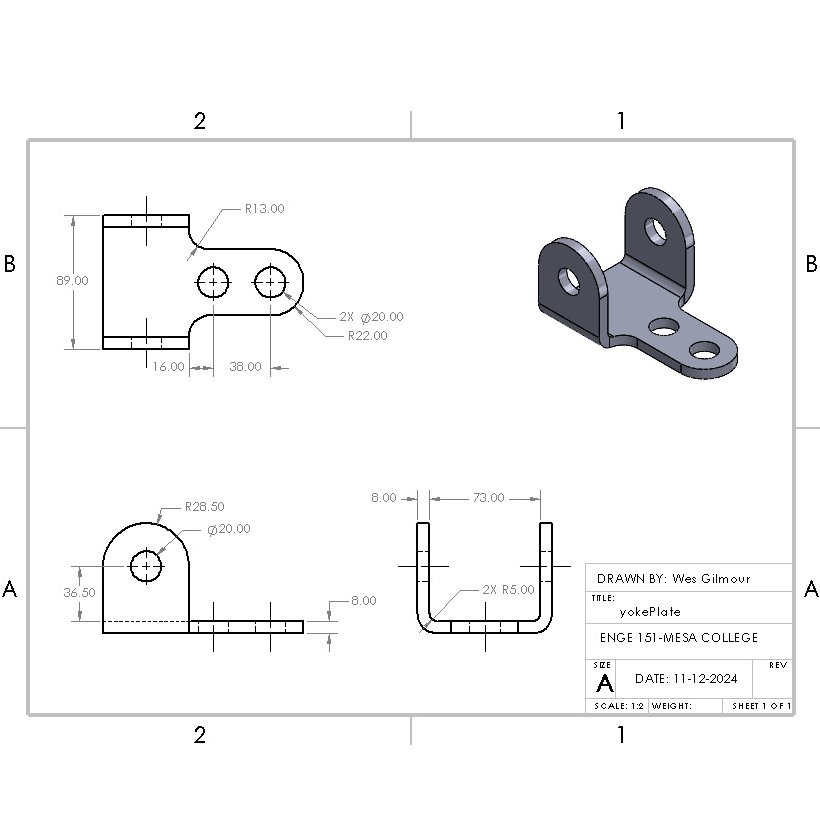 2 1
B B
R13.00
89.00
2X ⌀20.00
R22.00
16.00 38.00
R28.50
⌀20.00
36.50
8.00
8.00 73.00
2X R5.00
A A
DRAWN BY: Wes Gilmour
TITLE:
yokePlate
ENGE 151-MESA COLLEGE
SIZE
A
DATE: 11-12-2024
REV
SCALE: 1:2 WEIGHT: SHEET 1 OF 1
2 1